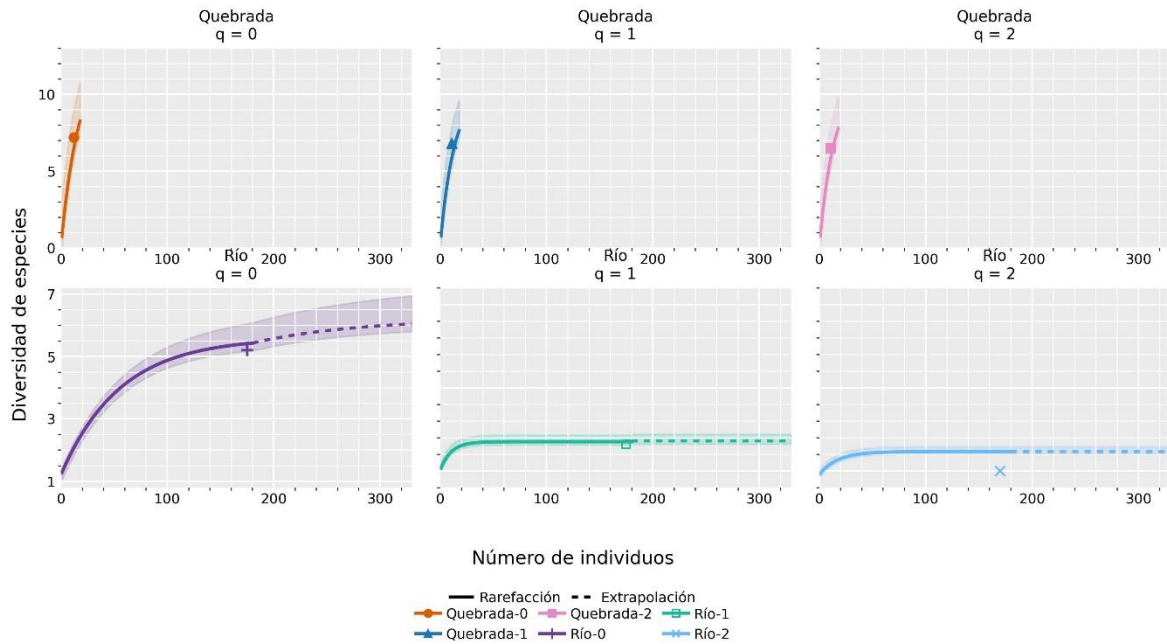 Quebrada Quebrada Quebrada
q = 0 q = 1 q = 2
10
5
0
0 100 200 300 0 100 200 300 0 100 200 300
Río Río Río
q = 0 q = 1 q = 2
7
5
3
1
0 100 200 300 0 100 200 300 0 100 200 300
Diversidad de especies
Número de individuos
Rarefacción Extrapolación
Quebrada-0 Quebrada-2 Río-1
Quebrada-1 Río-0 Río-2